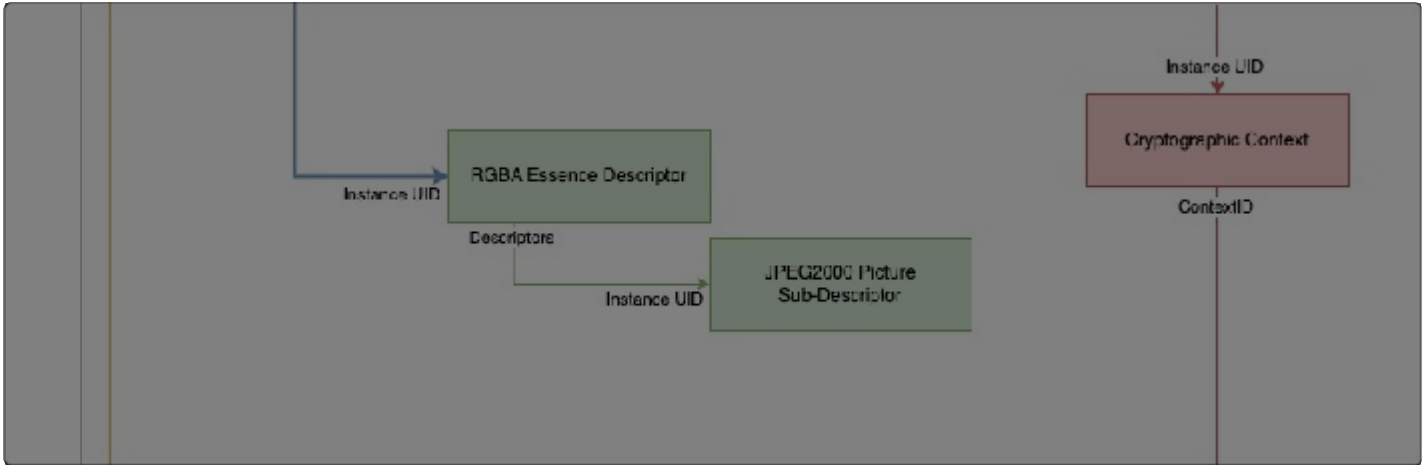 Instance UID
Cryptographic Context
ContextID
RGBA Essence Descriptor
Instance UID
Descriptors
JPEG2000 Picture
Sub-Descriptor
Instance UID